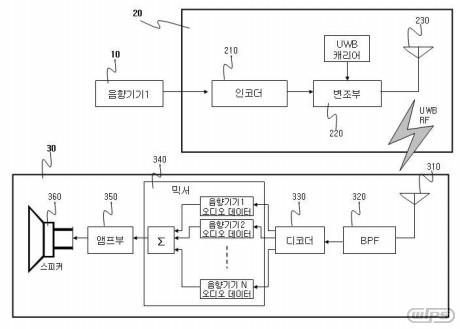 20
230
10
210
UWB
캐리어
음향기기1
인코더
변조부
220
UWB
RF
30
340
310
360
350
믹서
330
320
음향기기1
오디오 데이터
음향기기2
오디오 데이터
앰프부
Σ
디코더
BPF
스피커
음향기기 N
오디오 데이터
wips